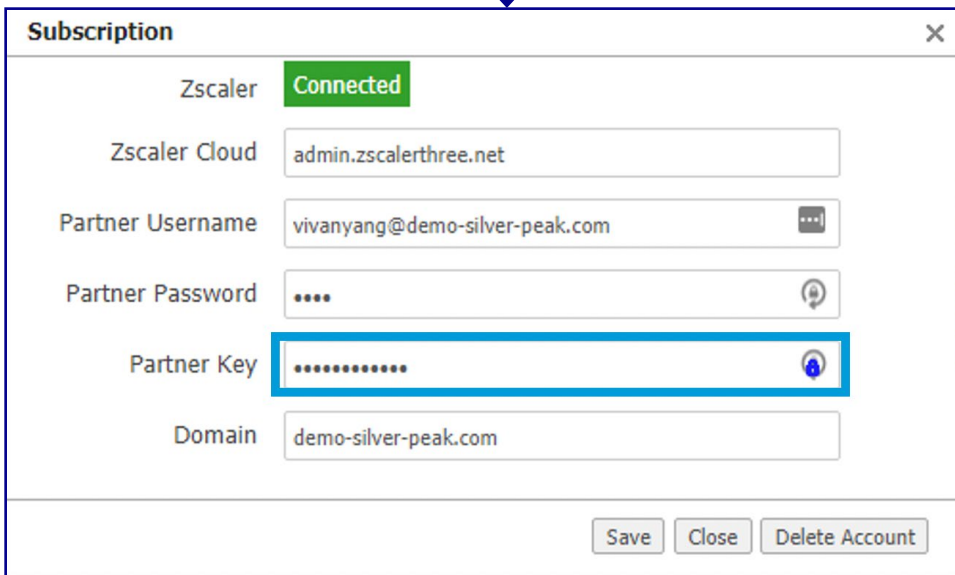 Subscription
Zscaler Connected
Zscaler Cloud admin.zscalerthree.net
Partner Username vivanyang@demo-silver-peak.com
Partner Password ••••
Partner Key ••••••••••••
Domain demo-silver-peak.com
Save Close Delete Account